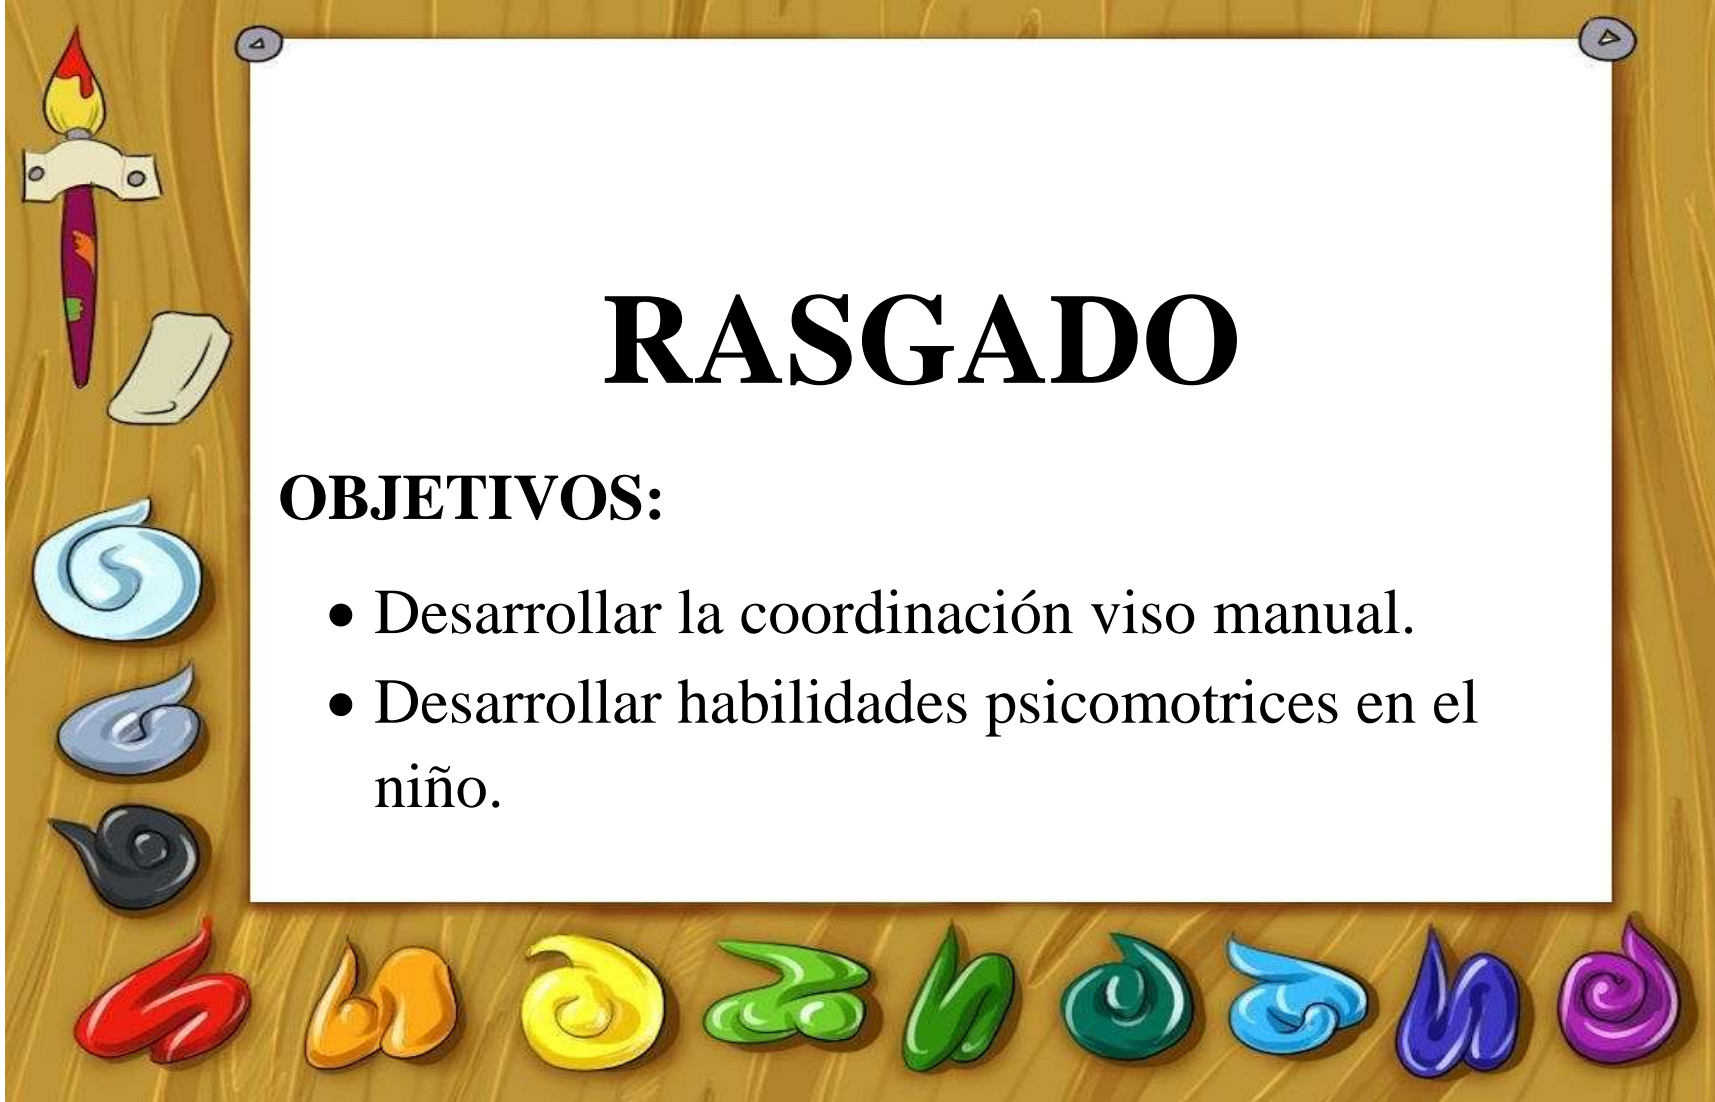 RASGADO
OBJETIVOS:
• Desarrollar la coordinación viso manual.
• Desarrollar habilidades psicomotrices en el
niño.